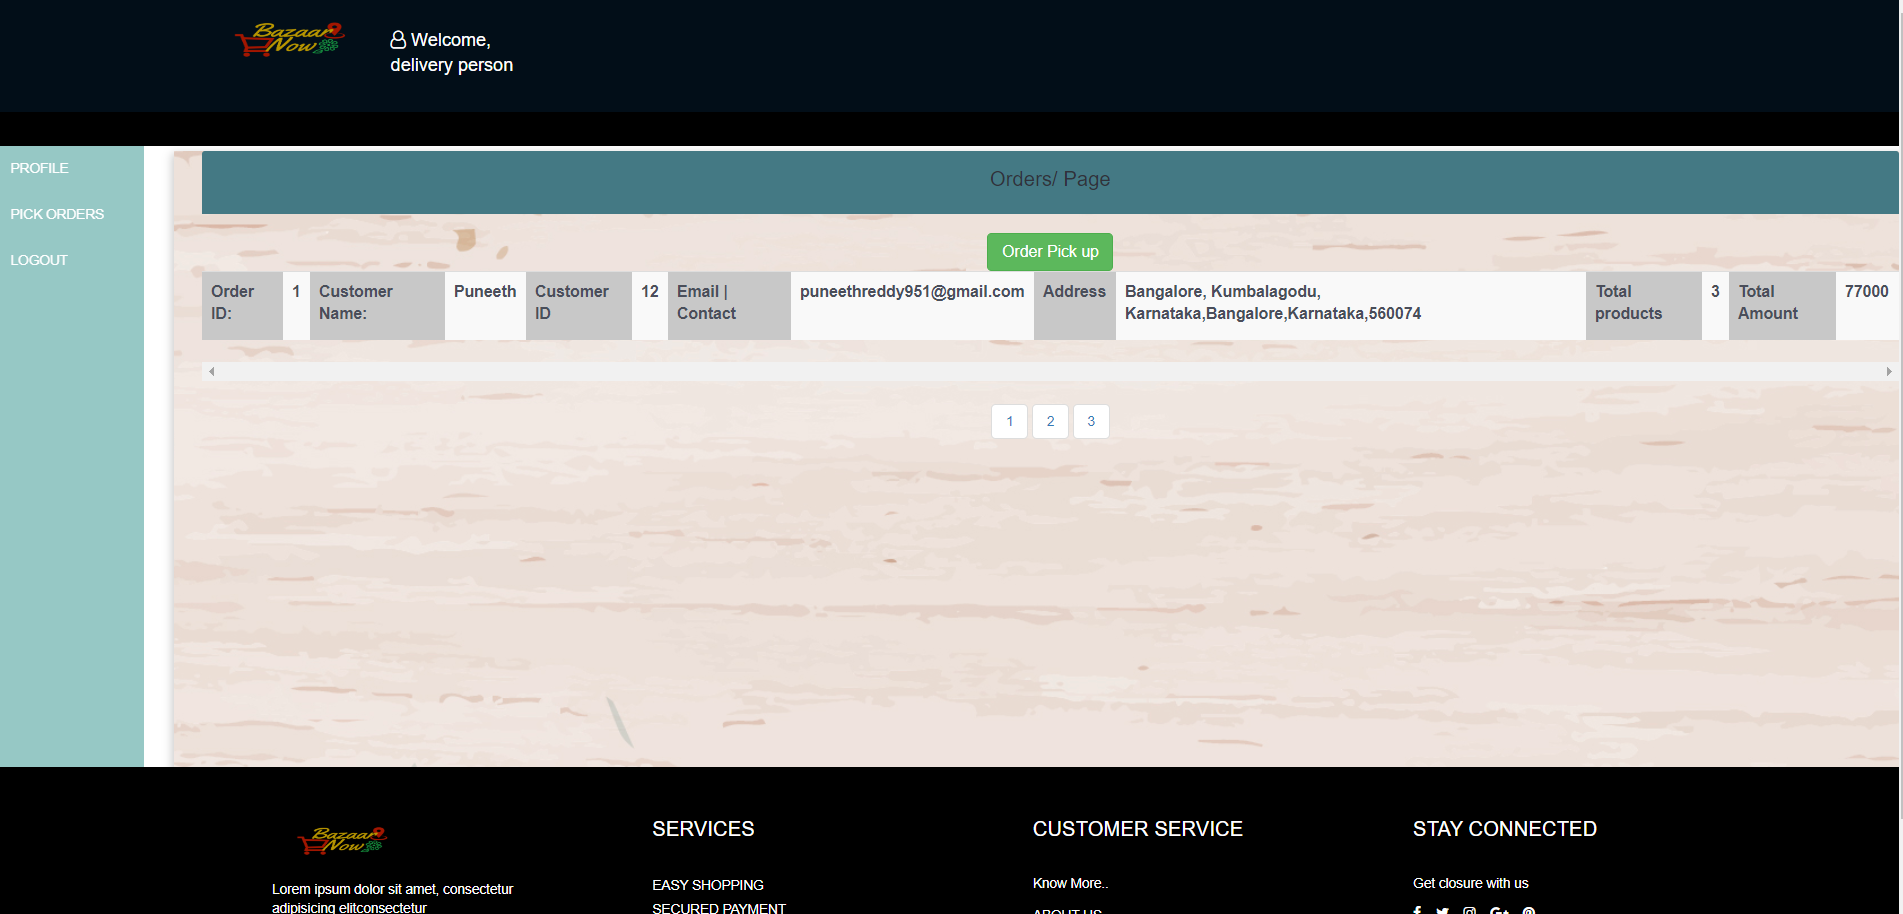 Bazaar
Now
Welcome,
delivery person
PROFILE
PICK ORDERS
LOGOUT
Orders/ Page
Order Pick up
Order ID:
1
Customer Name:
Puneeth
Customer ID
12
Email | Contact
puneethreddy951@gmail.com
Address
Bangalore, Kumbalagodu,
Karnataka,Bangalore,Karnataka,560074
Total products
3
Total Amount
77000
1 2 3
Bazaar
Now
Lorem ipsum dolor sit amet, consectetur
adipisicing elitconsectetur
SERVICES
EASY SHOPPING
SECURED PAYMENT
CUSTOMER SERVICE
Know More..
ABOUT US
STAY CONNECTED
Get closure with us